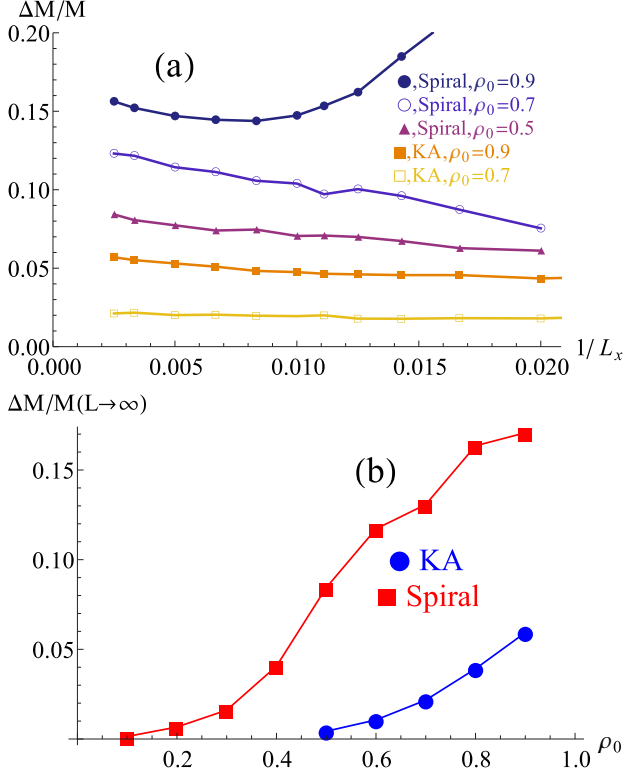 ΔM/M
0.20
(a)
●,Spiral,ρ₀=0.9
○,Spiral,ρ₀=0.7
▲,Spiral,ρ₀=0.5
■,KA,ρ₀=0.9
□,KA,ρ₀=0.7
0.15
0.10
0.05
0.00
0.000 0.005 0.010 0.015 0.020 1/Lₓ
ΔM/M(L→∞)
(b)
0.15
0.10
KA
Spiral
0.05
0.2 0.4 0.6 0.8 1.0 ρ₀